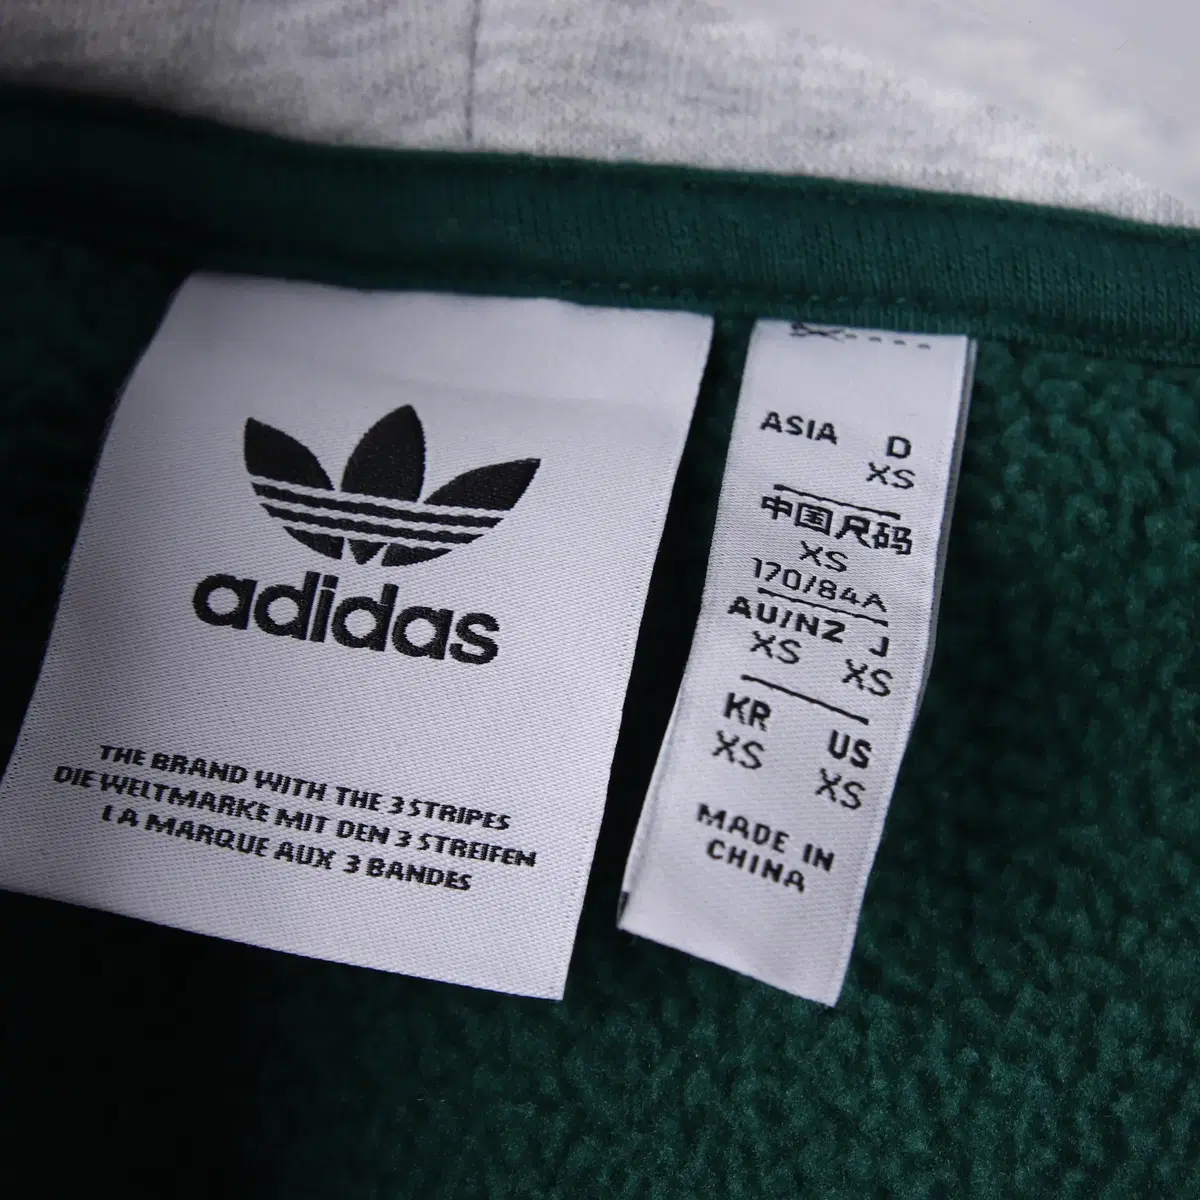 adidas
THE BRAND WITH THE 3 STRIPES
DIE WELTMARKE MIT DEN 3 STREIFEN
LA MARQUE AUX 3 BANDES
ASIA D
XS
中国尺码
XS
170/84A
AU/NZ J
XS XS
KR US
XS XS
MADE IN
CHINA